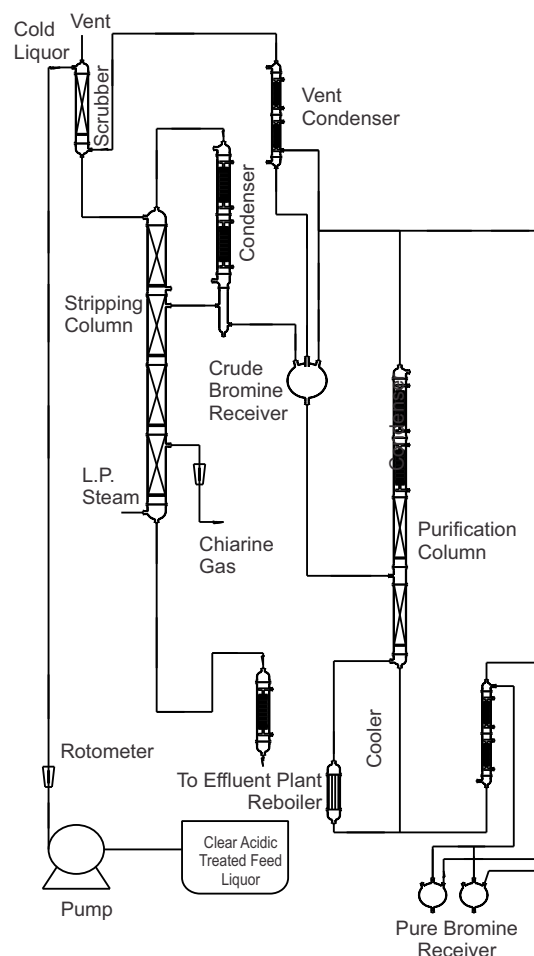 Vent
Cold
Liquor
Scrubber
Vent
Condenser
Condenser
Stripping
Column
Crude
Bromine
Receiver
Condenser
L.P.
Steam
Chiarine
Gas
Purification
Column
Rotometer
Cooler
To Effluent Plant
Reboiler
Clear Acidic
Treated Feed
Liquor
Pump
Pure Bromine
Receiver